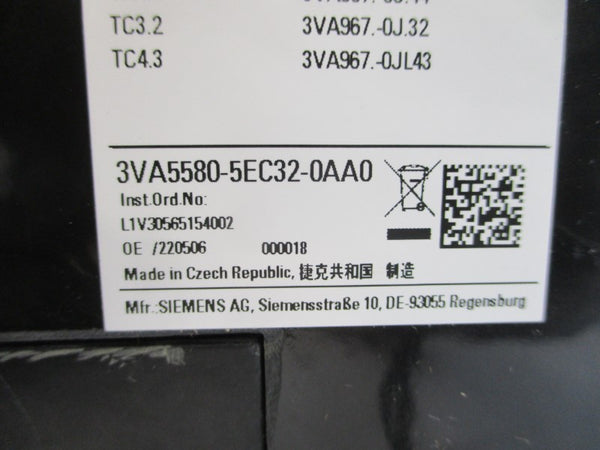 TC3.2 3VA967.-0J.32
TC4.3 3VA967.-0JL43
3VA5580-5EC32-0AA0
Inst.Ord.No:
L1V30565154002
OE /220506 000018
Made in Czech Republic, 捷克共和国 制造
Mfr.:SIEMENS AG, Siemensstraße 10, DE-93055 Regensburg